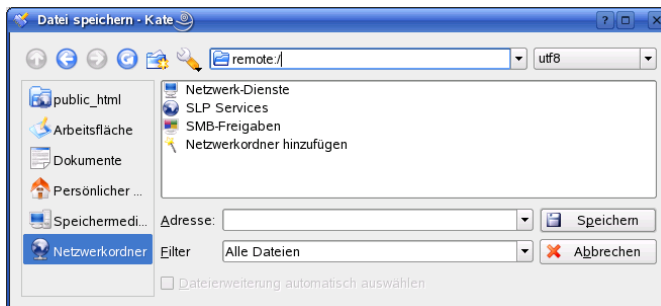 Datei speichern - Kate
remote:/
utf8
public_html
Arbeitsfläche
Dokumente
Persönlicher ...
Speichermedi...
Netzwerkordner
Netzwerk-Dienste
SLP Services
SMB-Freigaben
Netzwerkordner hinzufügen
Adresse:
Speichern
Filter
Alle Dateien
Abbrechen
Dateierweiterung automatisch auswählen